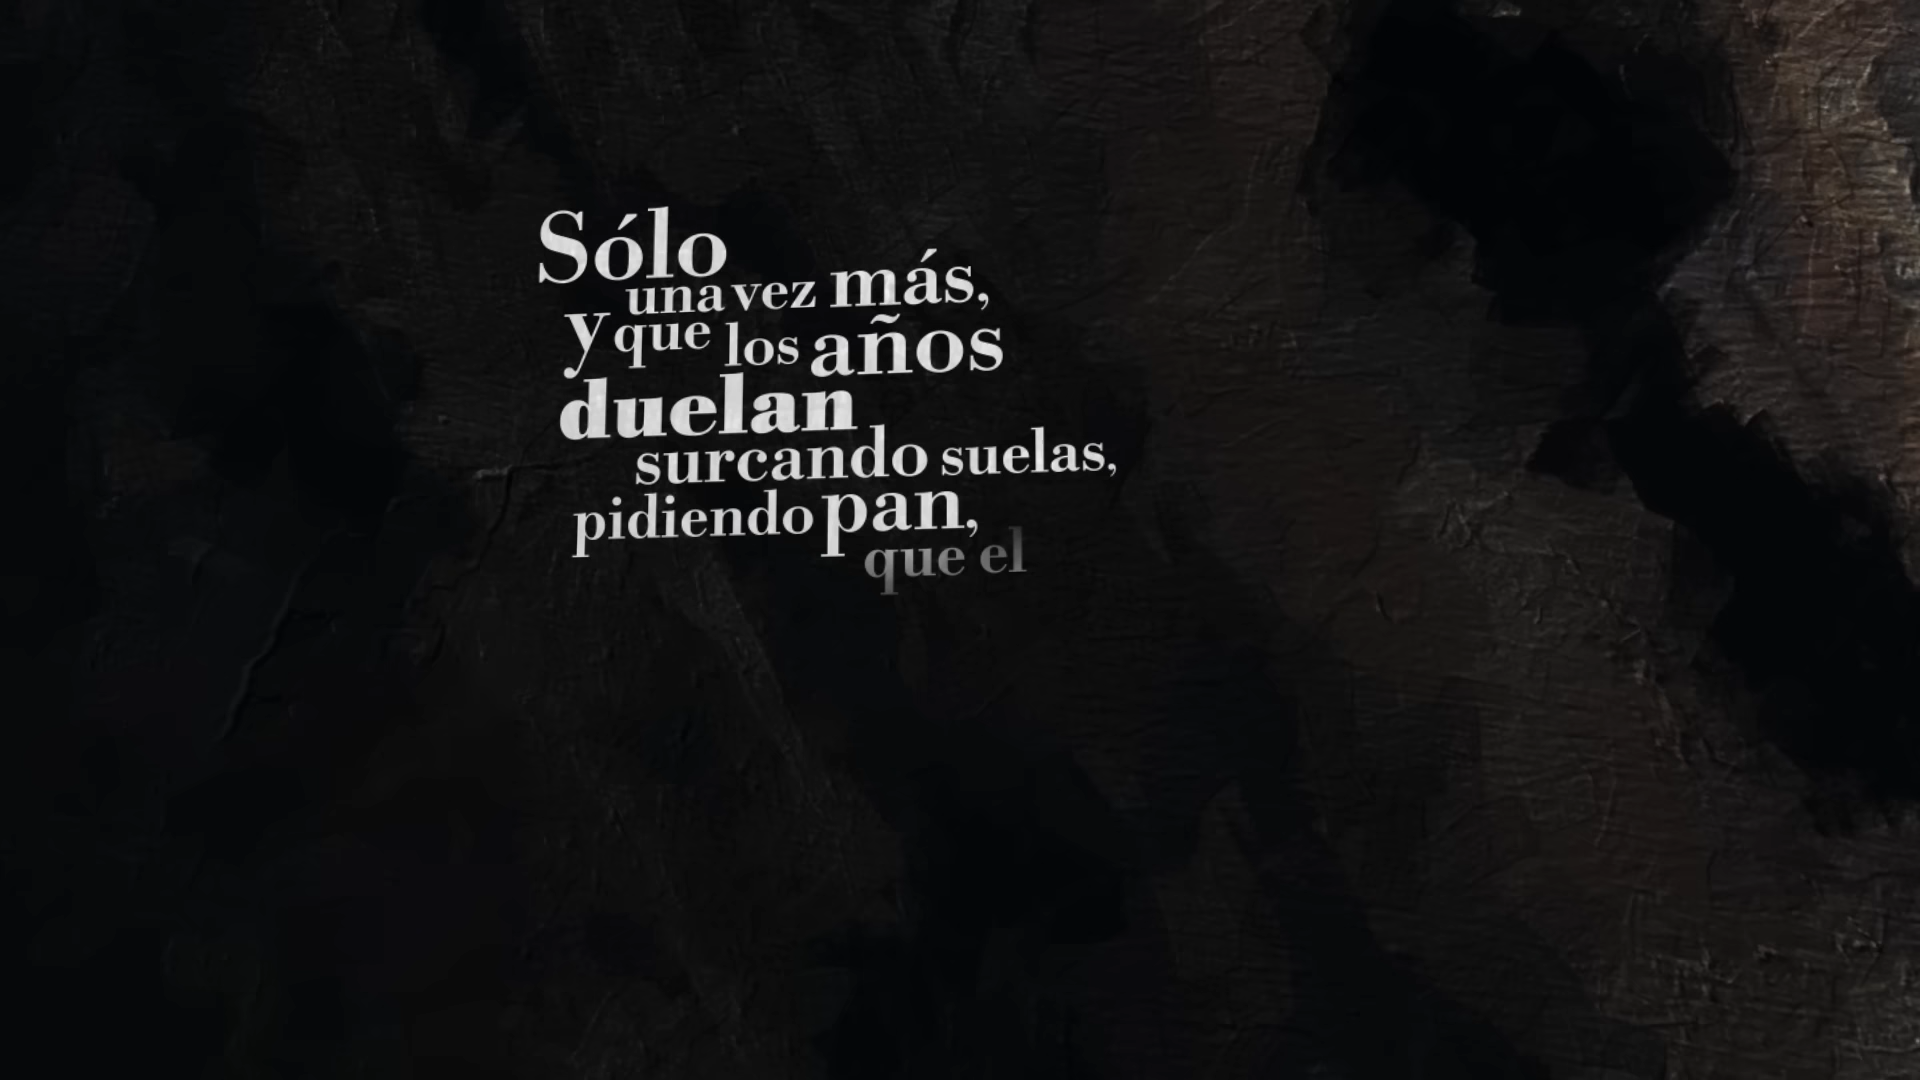 Sólo
una vez más,
y que los años
duelan
surcando suelas,
pidiendo pan,
que el